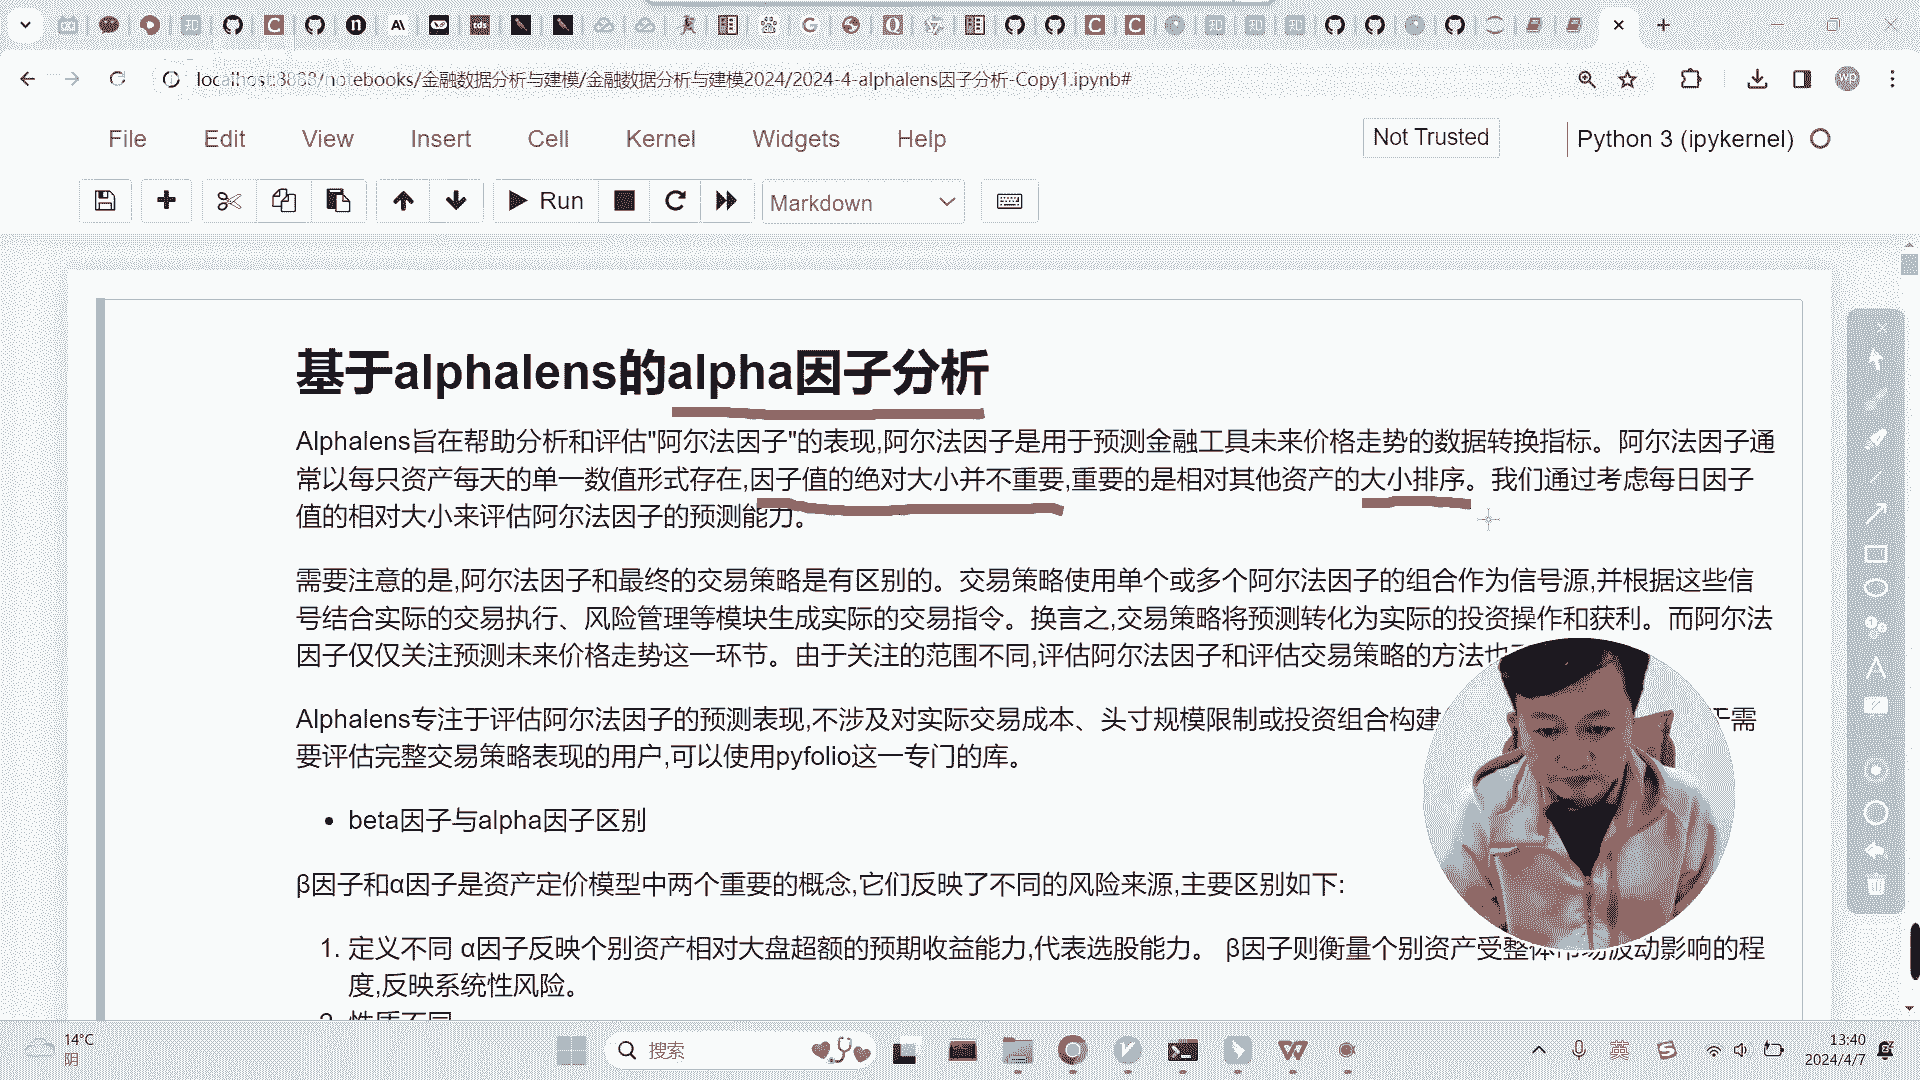 localhost:8888/notebooks/金融数据分析与建模/金融数据分析与建模2024/2024-4-alphalens因子分析-Copy1.ipynb#
wp
File Edit View Insert Cell Kernel Widgets Help
Not Trusted
Python 3 (ipykernel)
Run
Markdown
基于alphalens的alpha因子分析
Alphalens旨在帮助分析和评估"阿尔法因子"的表现,阿尔法因子是用于预测金融工具未来价格走势的数据转换指标。阿尔法因子通
常以每只资产每天的单一数值形式存在,因子值的绝对大小并不重要,重要的是相对其他资产的大小排序。我们通过考虑每日因子
值的相对大小来评估阿尔法因子的预测能力。
需要注意的是,阿尔法因子和最终的交易策略是有区别的。交易策略使用单个或多个阿尔法因子的组合作为信号源,并根据这些信
号结合实际的交易执行、风险管理等模块生成实际的交易指令。换言之,交易策略将预测转化为实际的投资操作和获利。而阿尔法
因子仅仅关注预测未来价格走势这一环节。由于关注的范围不同,评估阿尔法因子和评估交易策略的方法也
Alphalens专注于评估阿尔法因子的预测表现,不涉及对实际交易成本、头寸规模限制或投资组合构建 于需
要评估完整交易策略表现的用户,可以使用pyfolio这一专门的库。
• beta因子与alpha因子区别
β因子和α因子是资产定价模型中两个重要的概念,它们反映了不同的风险来源,主要区别如下:
1. 定义不同 α因子反映个别资产相对大盘超额的预期收益能力,代表选股能力。 β因子则衡量个别资产受整体市场波动影响的程
度,反映系统性风险。
2. 性质不同
14°C
阴
搜索
英
13:40
2024/4/7